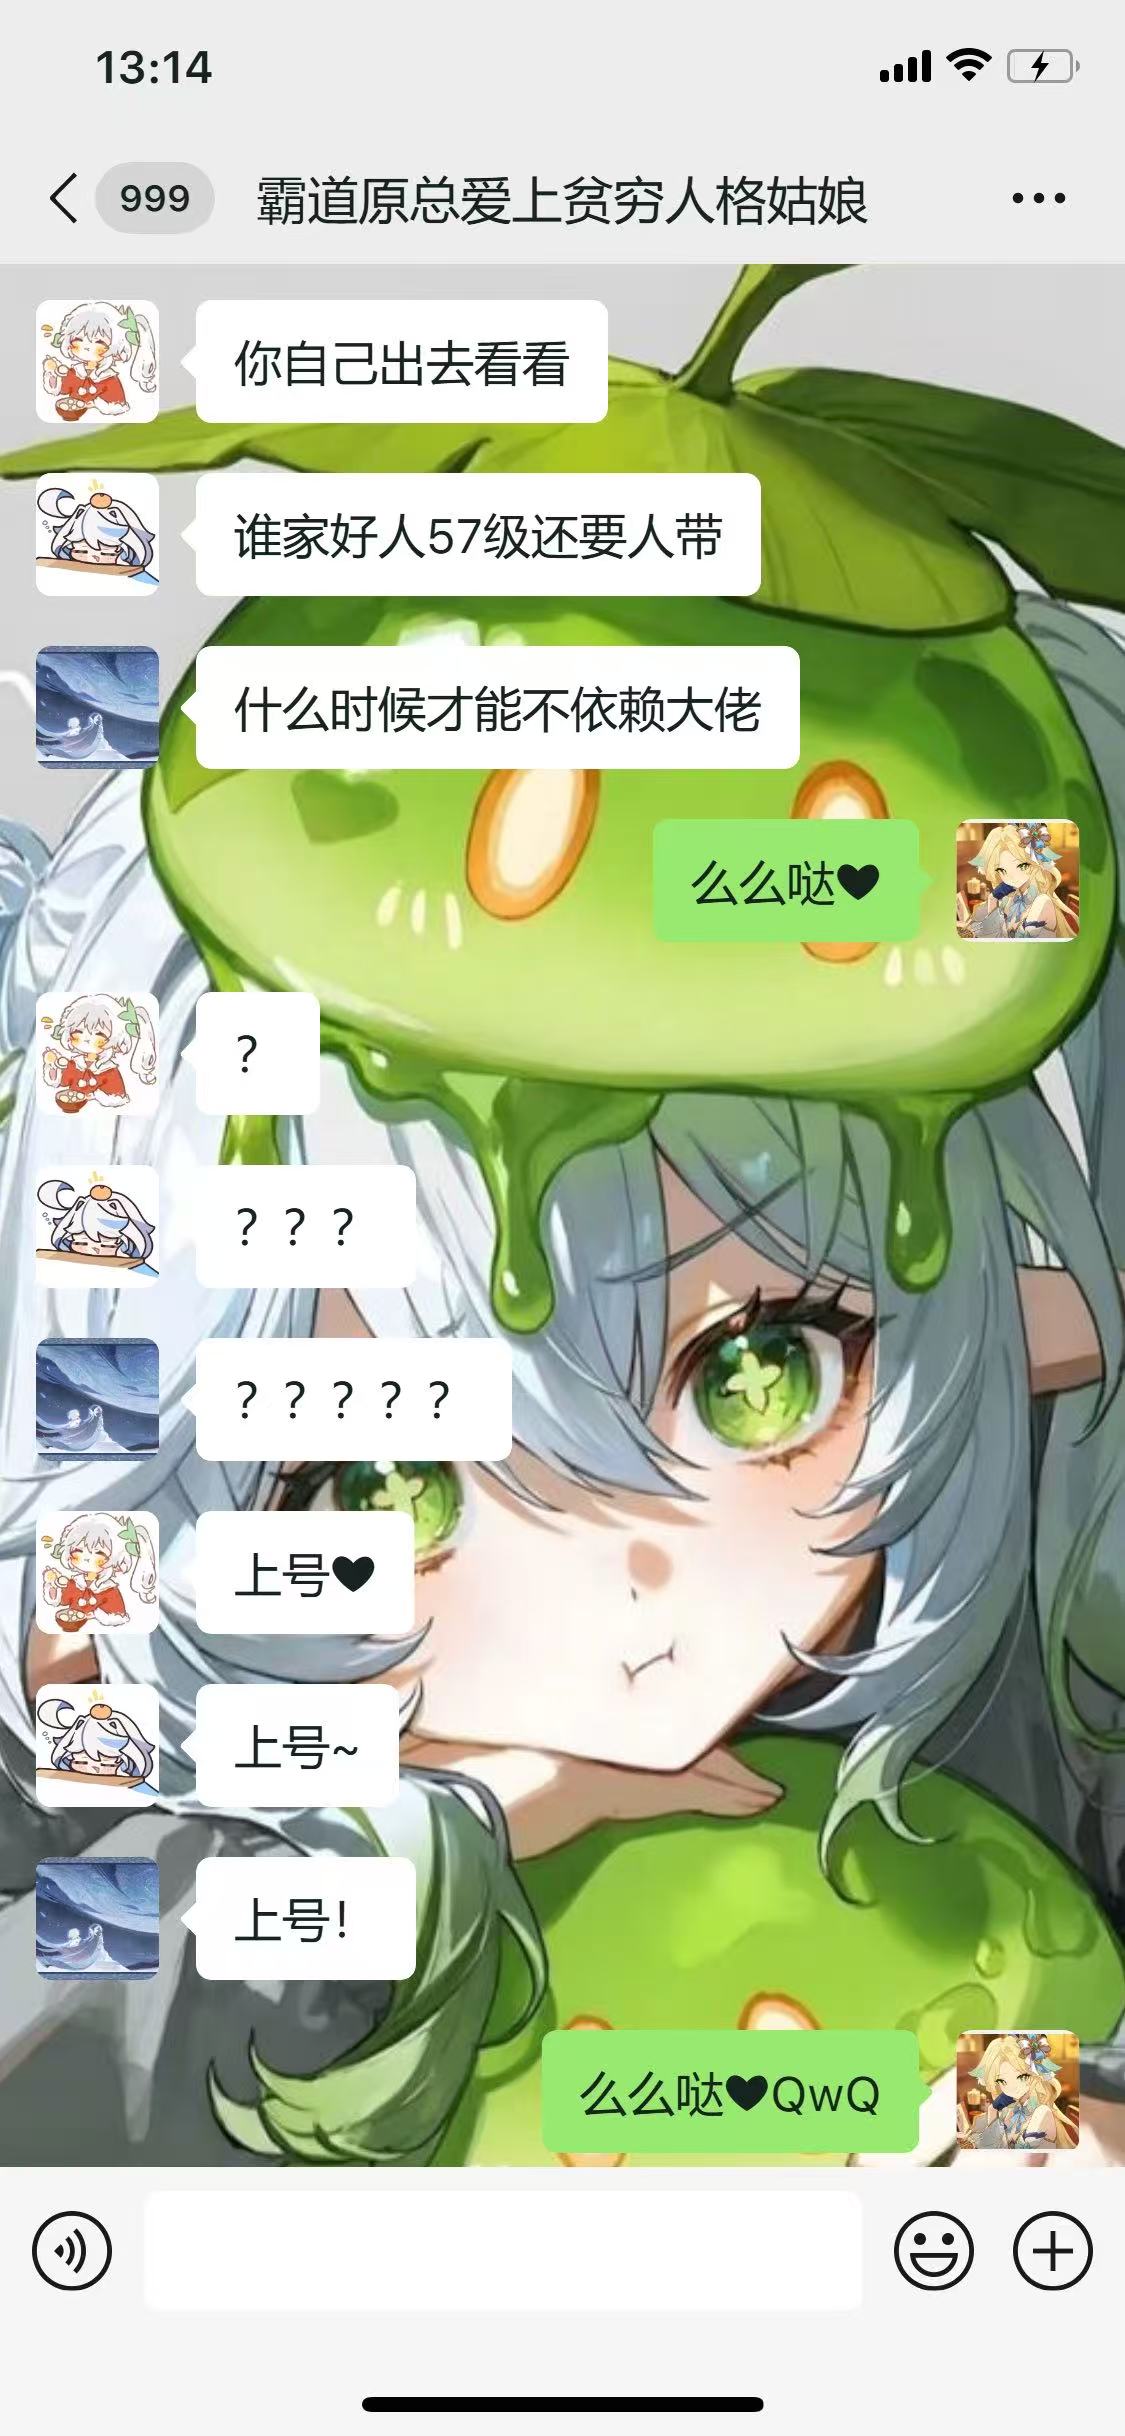 13:14
999 霸道原总爱上贫穷人格姑娘
你自己出去看看
谁家好人57级还要人带
什么时候才能不依赖大佬
么么哒♥
？
？？？
？？？？？
上号♥
上号~
上号！
么么哒♥QwQ